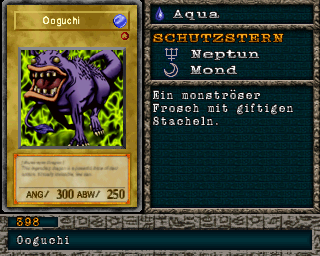 Ooguchi
Aqua
SCHUTZSTERN
Neptun
Mond
Ein monströser
Frosch mit giftigen
Stacheln.
ANG/ 300 ABW/ 250
398
Ooguchi